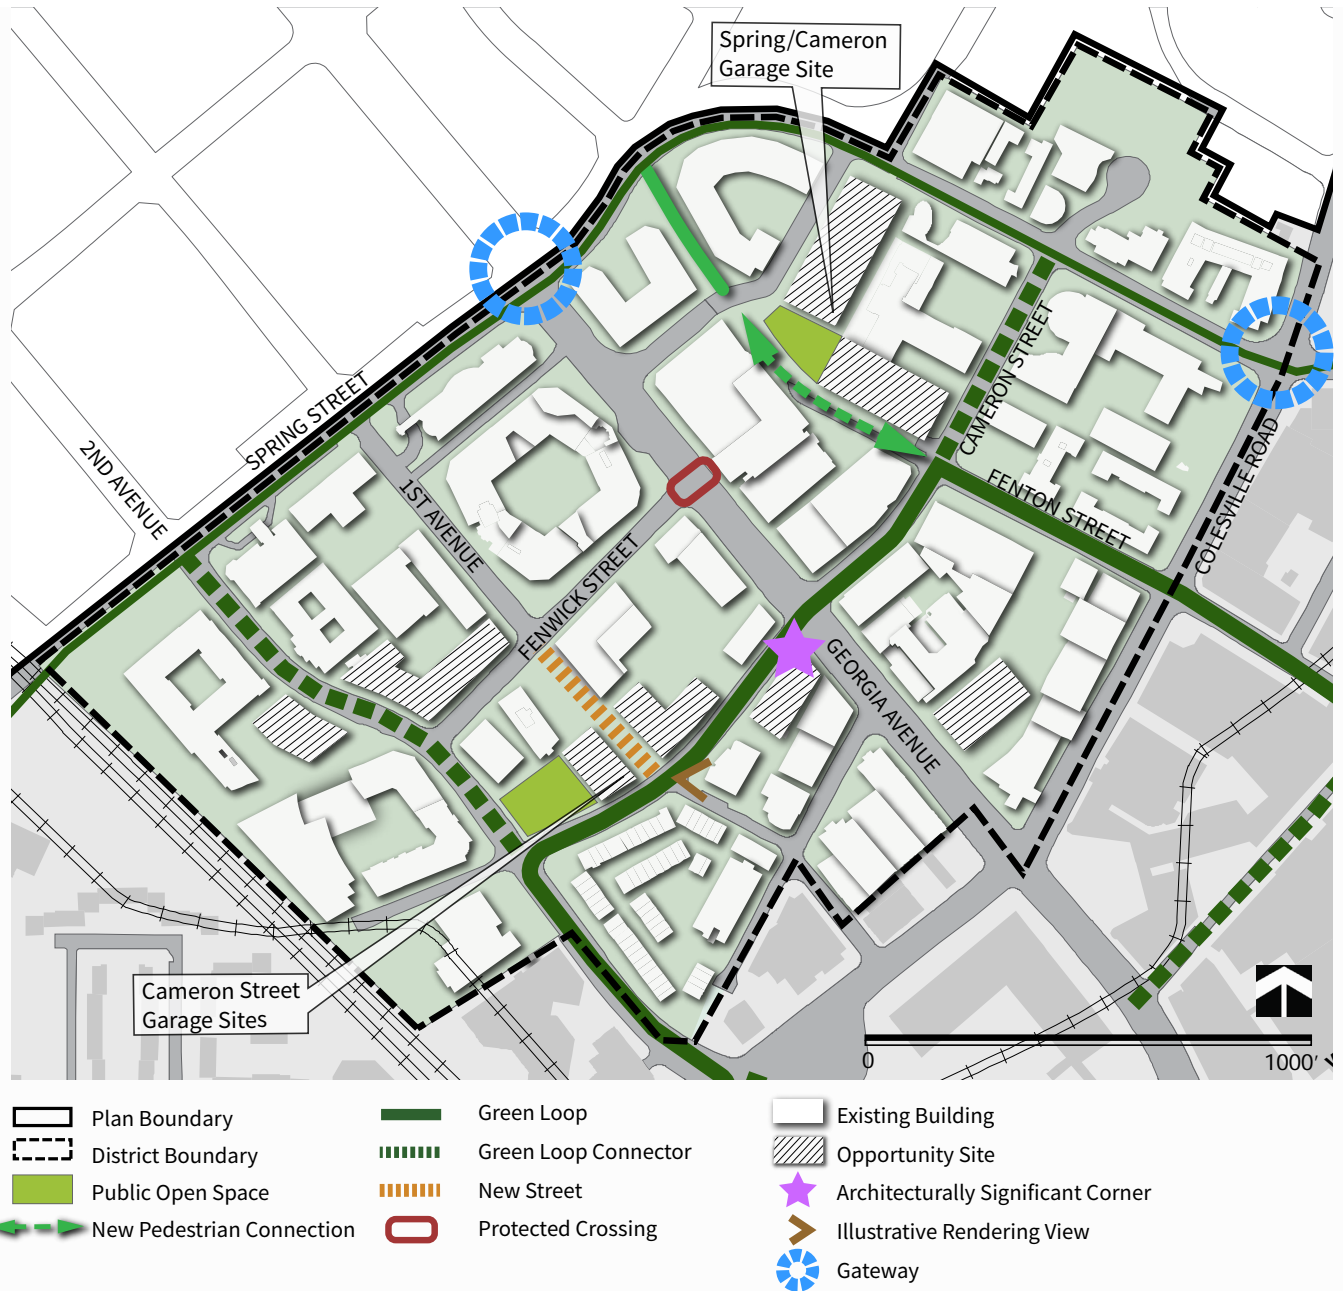 Spring/Cameron
Garage Site
SPRING STREET
2ND AVENUE
1ST AVENUE
FENWICK STREET
CAMERON STREET
FENTON STREET
COLESVILLE ROAD
GEORGIA AVENUE
Cameron Street
Garage Sites
0
1000'
Plan Boundary
District Boundary
Public Open Space
New Pedestrian Connection
Green Loop
Green Loop Connector
New Street
Protected Crossing
Existing Building
Opportunity Site
Architecturally Significant Corner
Illustrative Rendering View
Gateway